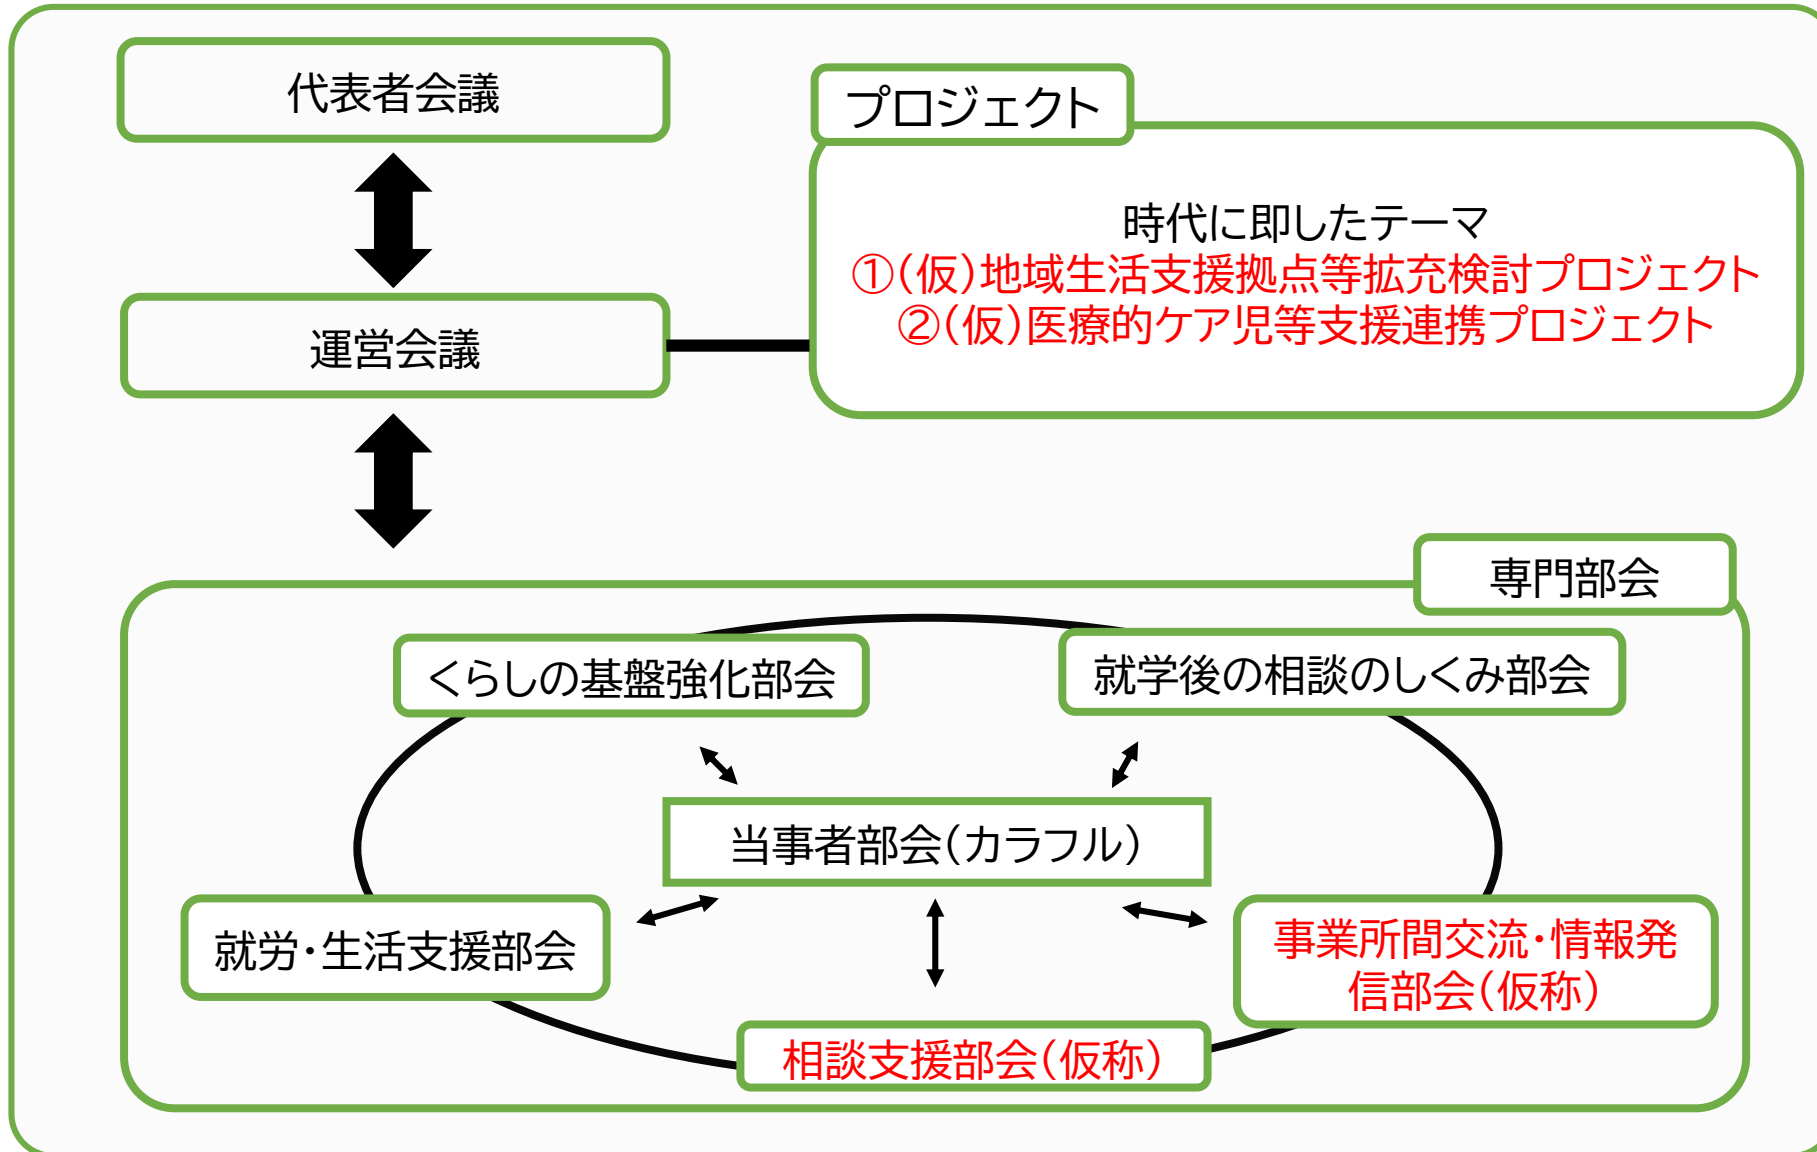 代表者会議
プロジェクト
時代に即したテーマ
①(仮)地域生活支援拠点等拡充検討プロジェクト
②(仮)医療的ケア児等支援連携プロジェクト
運営会議
専門部会
くらしの基盤強化部会
就学後の相談のしくみ部会
当事者部会(カラフル)
就労・生活支援部会
事業所間交流・情報発
信部会(仮称)
相談支援部会(仮称)